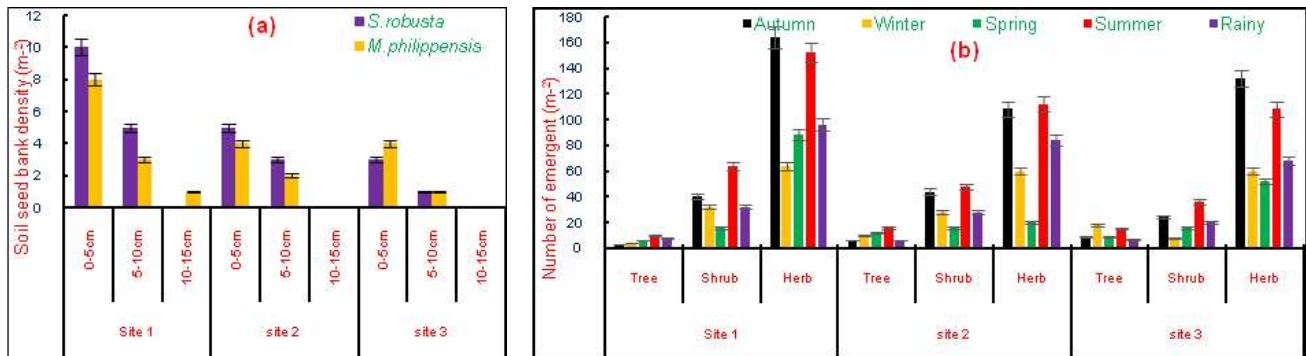 (a)
S.robusta
M.philippensis
Soil seed bank density (m-²)
12
10
8
6
4
2
0
0-5cm
5-10cm
10-15cm
0-5cm
5-10cm
10-15cm
0-5cm
5-10cm
10-15cm
Site 1
site 2
site 3
(b)
Autumn Winter Spring Summer Rainy
Number of emergent (m-²)
180
160
140
120
100
80
60
40
20
0
Tree Shrub Herb Tree Shrub Herb Tree Shrub Herb
Site 1 site 2 site 3